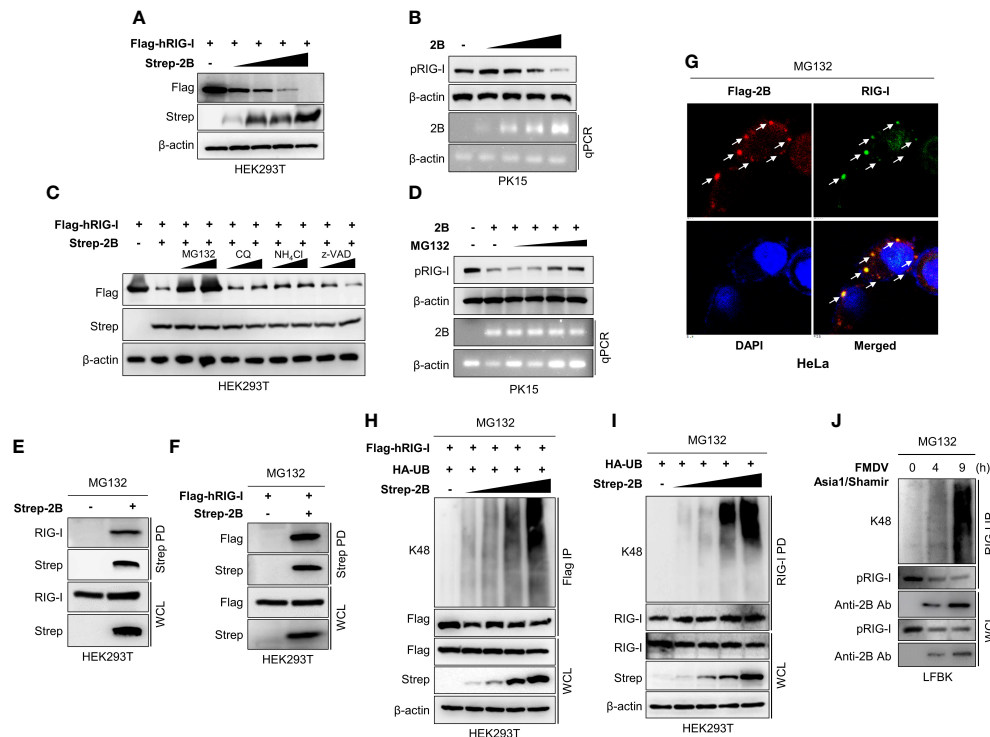 A
Flag-hRIG-I + + + + +
Strep-2B -
Flag
Strep
β-actin
HEK293T
B
2B -
pRIG-I
β-actin
2B
β-actin
qPCR
PK15
C
Flag-hRIG-I + + + + + + + + + +
Strep-2B - + + + + + + + + +
MG132 CQ NH4Cl z-VAD
Flag
Strep
β-actin
HEK293T
D
2B - + + + + +
MG132 - -
pRIG-I
β-actin
2B
β-actin
qPCR
PK15
E
MG132
Strep-2B - +
RIG-I
Strep
Strep PD
RIG-I
Strep
WCL
HEK293T
F
MG132
Flag-hRIG-I + +
Strep-2B - +
Flag
Strep
Strep PD
Flag
Strep
WCL
HEK293T
G
MG132
Flag-2B RIG-I
DAPI Merged
HeLa
H
MG132
Flag-hRIG-I + + + + +
HA-UB + + + + +
Strep-2B -
K48
Flag
Flag IP
Flag
Strep
β-actin
WCL
HEK293T
I
MG132
HA-UB + + + + +
Strep-2B -
K48
RIG-I
RIG-I PD
RIG-I
Strep
β-actin
WCL
HEK293T
J
MG132
FMDV 0 4 9 (h)
Asia1/Shamir
K48
pRIG-I
Anti-2B Ab
RIG-I IP
pRIG-I
Anti-2B Ab
WCL
LFBK